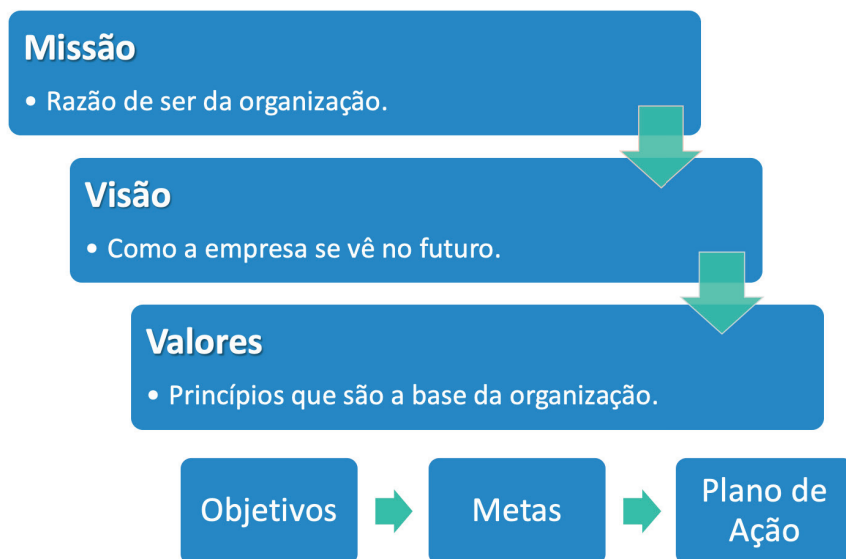 Missão
• Razão de ser da organização.
Visão
• Como a empresa se vê no futuro.
Valores
• Princípios que são a base da organização.
Objetivos
Metas
Plano de
Ação